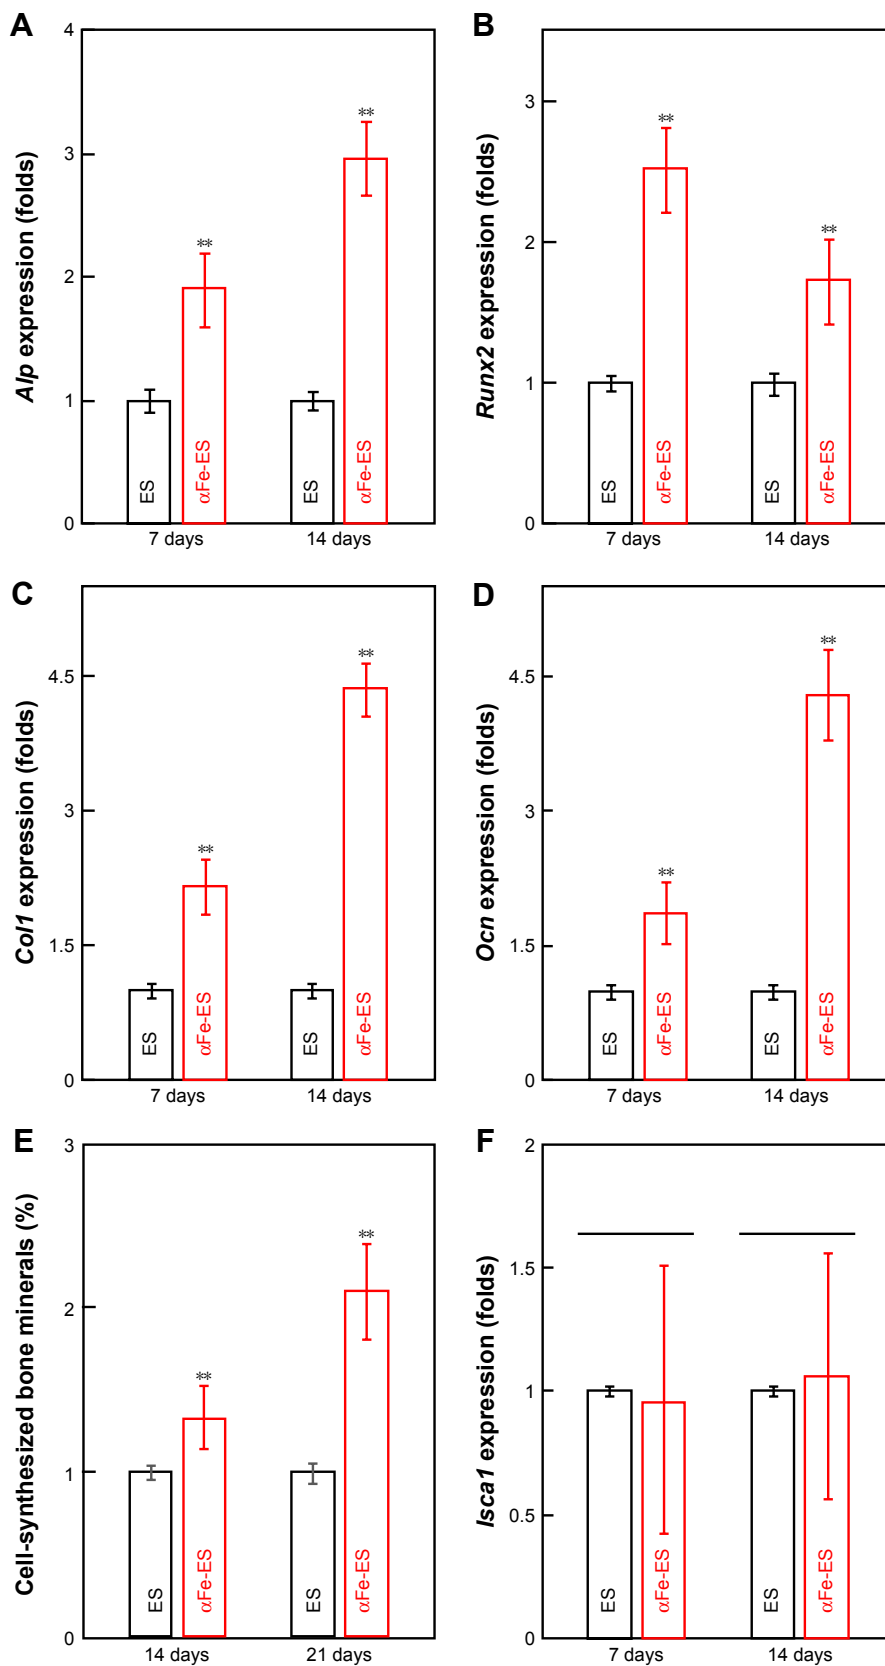 A
Alp expression (folds)
4
3
2
1
0
**
**
ES
αFe-ES
ES
αFe-ES
7 days
14 days
B
Runx2 expression (folds)
3
2
1
0
**
**
ES
αFe-ES
ES
αFe-ES
7 days
14 days
C
Col1 expression (folds)
4.5
3
1.5
0
**
**
ES
αFe-ES
ES
αFe-ES
7 days
14 days
D
Ocn expression (folds)
4.5
3
1.5
0
**
**
ES
αFe-ES
ES
αFe-ES
7 days
14 days
E
Cell-synthesized bone minerals (%)
3
2
1
0
**
**
ES
αFe-ES
ES
αFe-ES
14 days
21 days
F
Isca1 expression (folds)
2
1.5
1
0.5
0
ES
αFe-ES
ES
αFe-ES
7 days
14 days